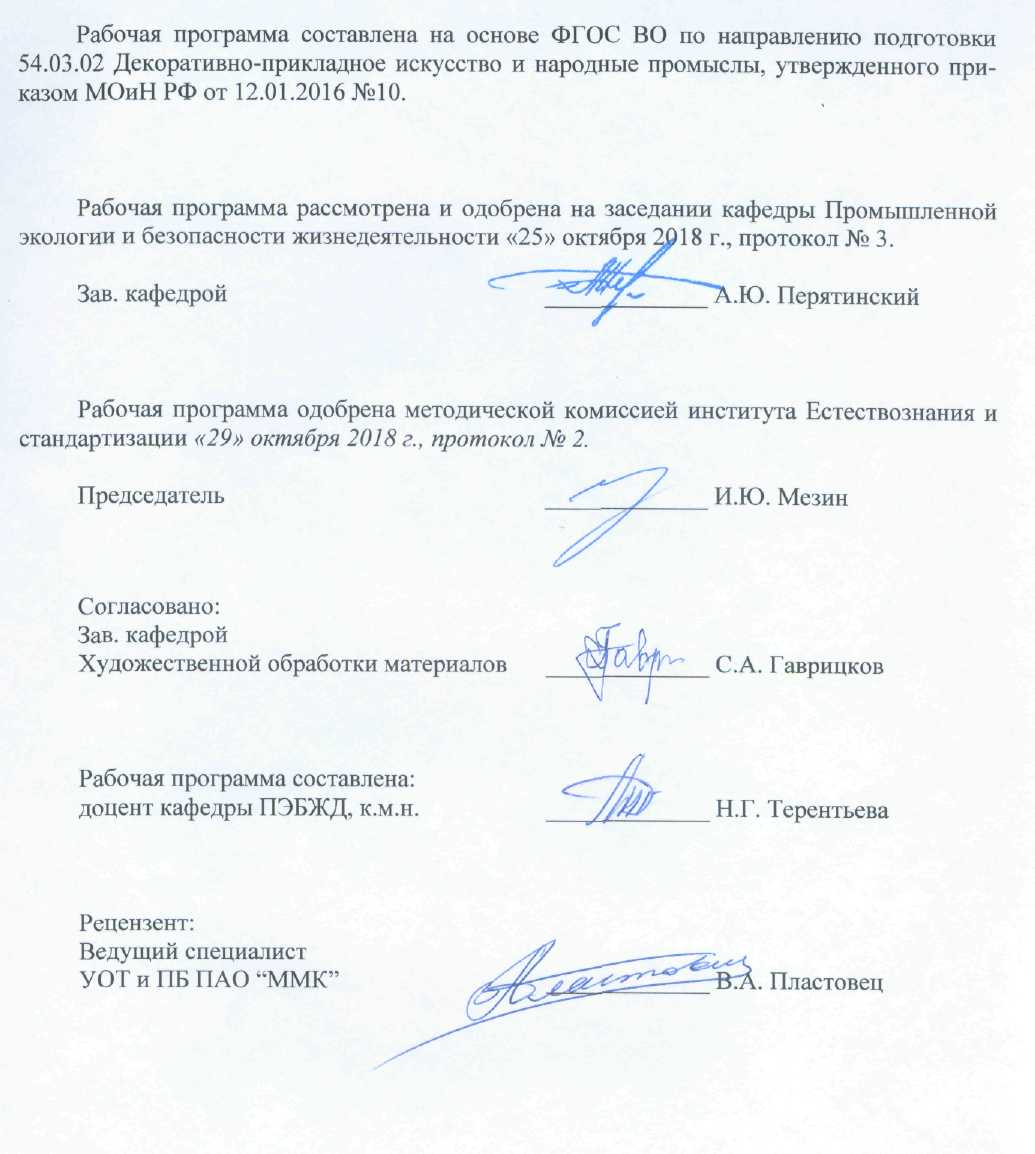 Рабочая программа составлена на основе ФГОС ВО по направлению подготовки
54.03.02 Декоративно-прикладное искусство и народные промыслы, утвержденного при-
казом МОиН РФ от 12.01.2016 №10.
Рабочая программа рассмотрена и одобрена на заседании кафедры Промышленной
экологии и безопасности жизнедеятельности «25» октября 2018 г., протокол № 3.
Зав. кафедрой А.Ю. Перятинский
Рабочая программа одобрена методической комиссией института Естествознания и
стандартизации «29» октября 2018 г., протокол № 2.
Председатель И.Ю. Мезин
Согласовано:
Зав. кафедрой
Художественной обработки материалов С.А. Гаврицков
Рабочая программа составлена:
доцент кафедры ПЭБЖД, к.м.н. Н.Г. Терентьева
Рецензент:
Ведущий специалист
УОТ и ПБ ПАО “ММК” В.А. Пластовец